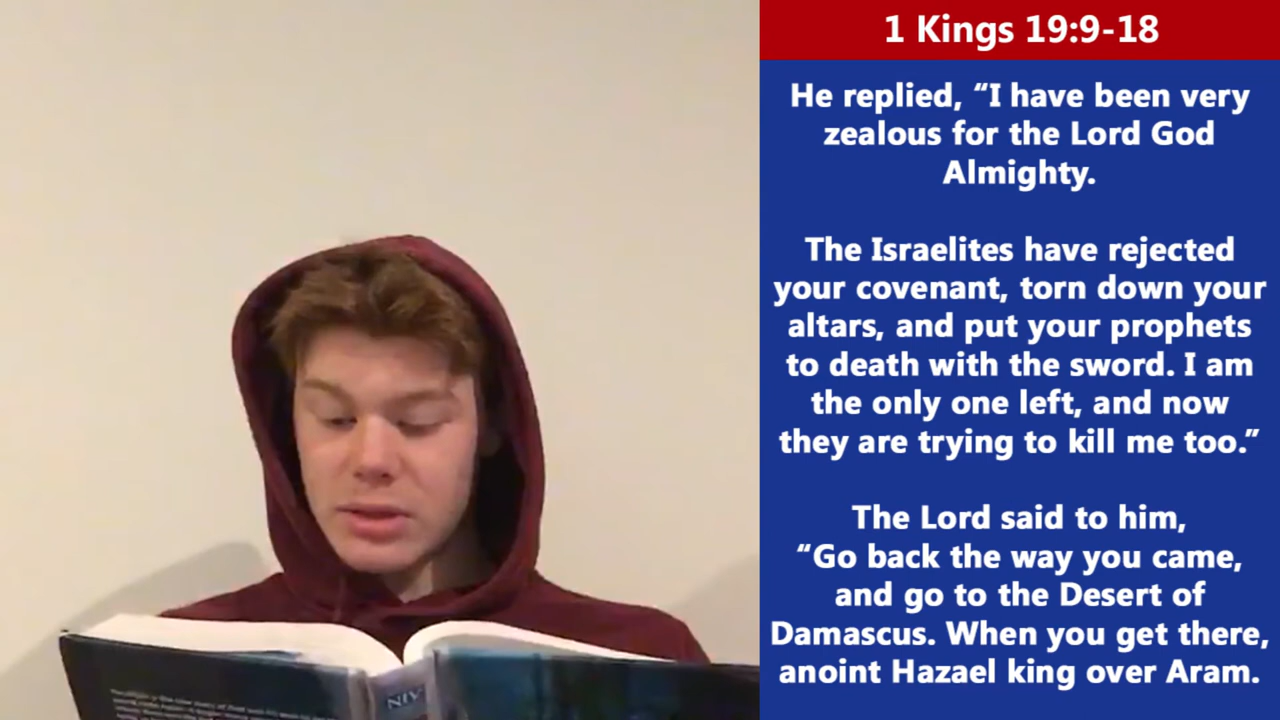 1 Kings 19:9-18
He replied, “I have been very
zealous for the Lord God
Almighty.
The Israelites have rejected
your covenant, torn down your
altars, and put your prophets
to death with the sword. I am
the only one left, and now
they are trying to kill me too.”
The Lord said to him,
“Go back the way you came,
and go to the Desert of
Damascus. When you get there,
anoint Hazael king over Aram.
NIV